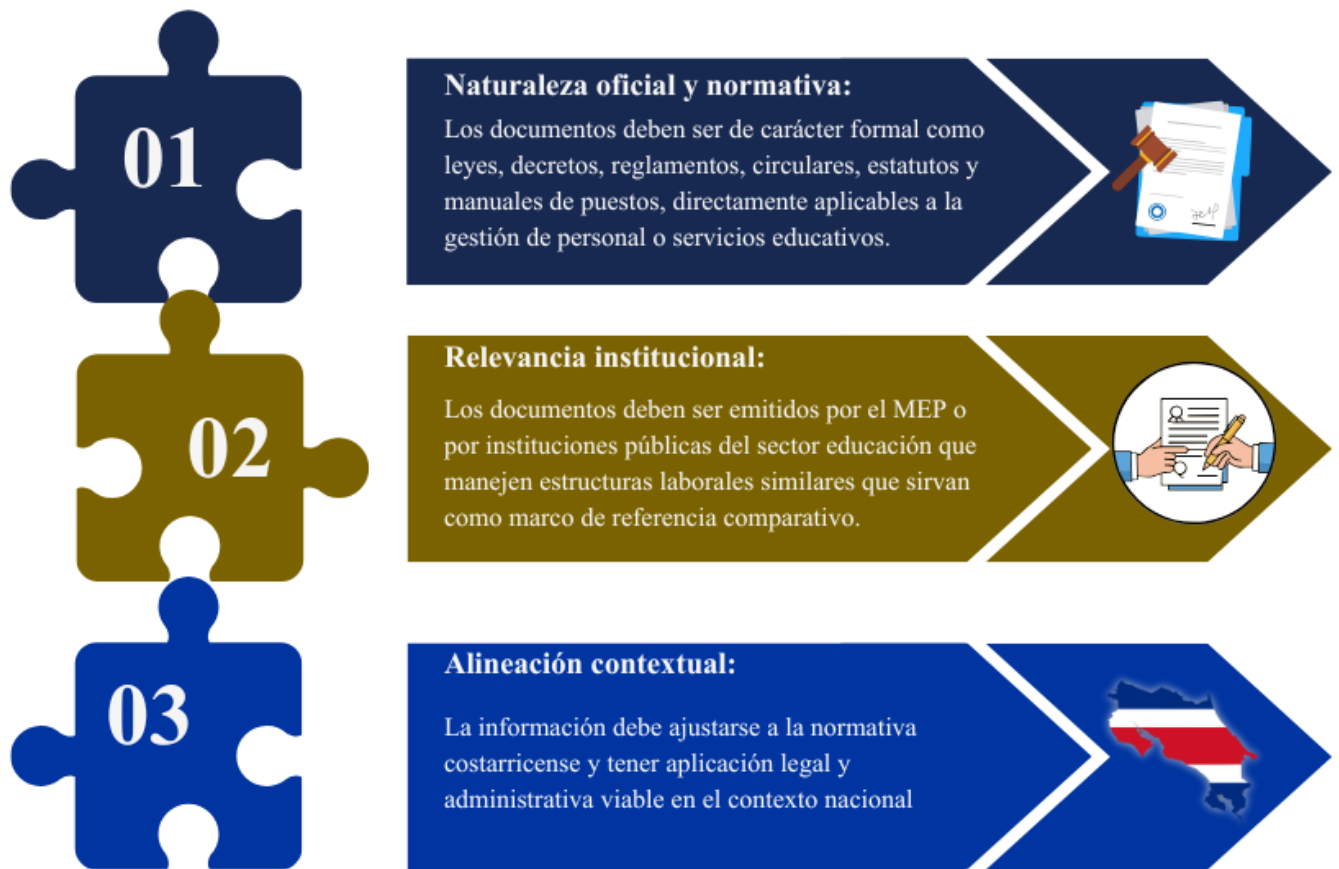 01
Naturaleza oficial y normativa:
Los documentos deben ser de carácter formal como
leyes, decretos, reglamentos, circulares, estatutos y
manuales de puestos, directamente aplicables a la
gestión de personal o servicios educativos.
02
Relevancia institucional:
Los documentos deben ser emitidos por el MEP o
por instituciones públicas del sector educación que
manejen estructuras laborales similares que sirvan
como marco de referencia comparativo.
03
Alineación contextual:
La información debe ajustarse a la normativa
costarricense y tener aplicación legal y
administrativa viable en el contexto nacional